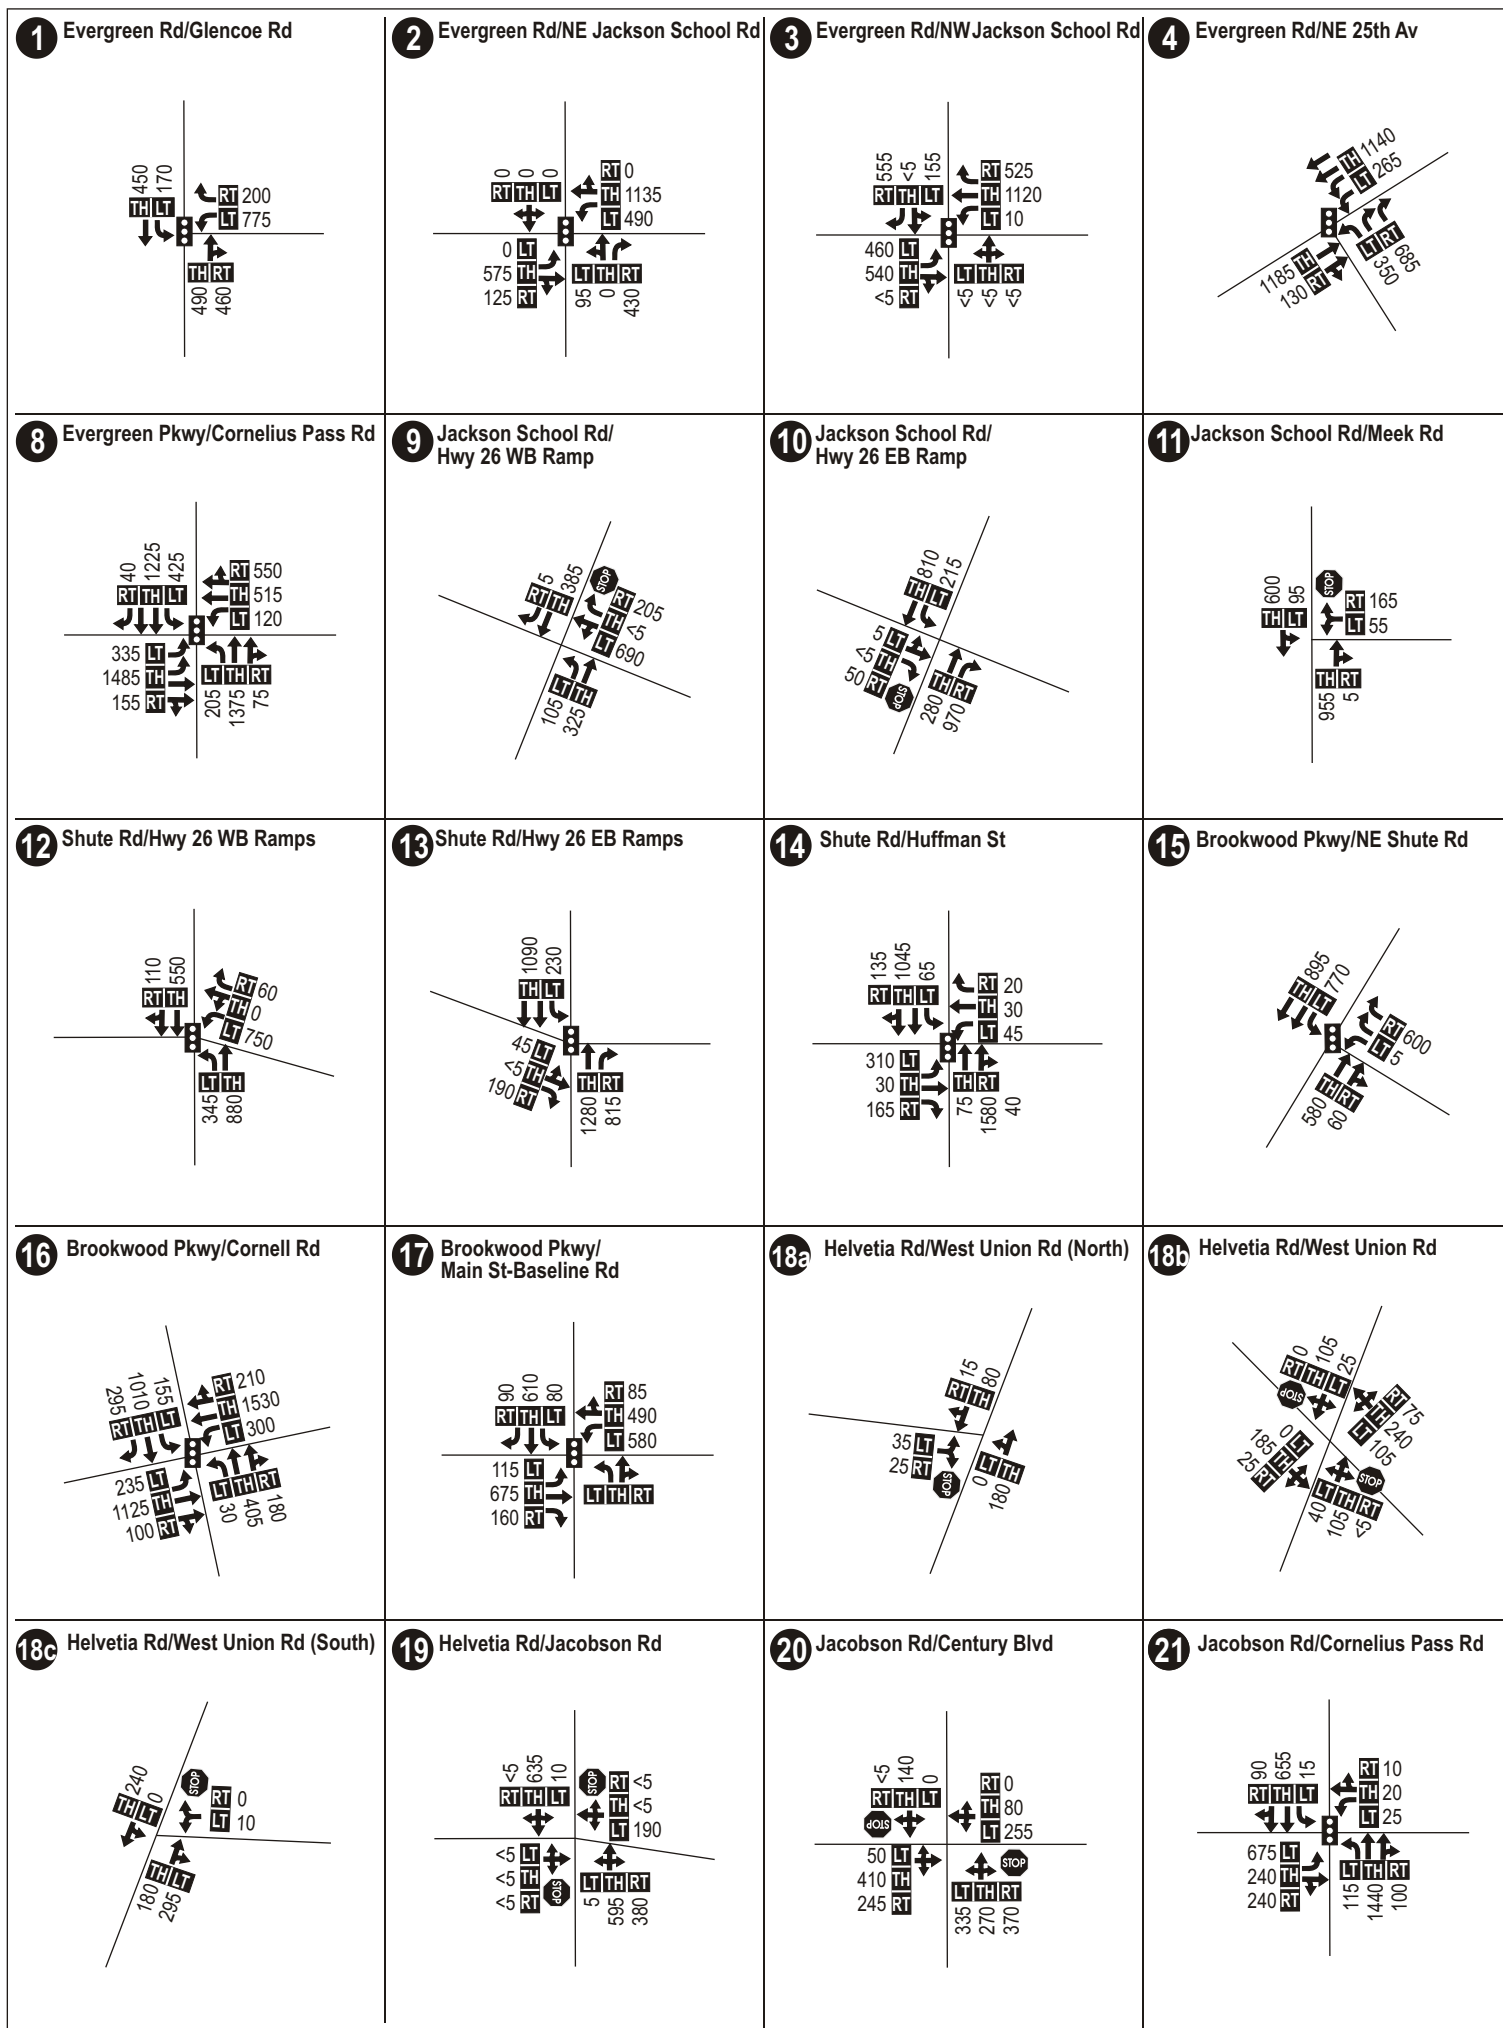 1 Evergreen Rd/Glencoe Rd
450 170
TH LT
RT 200
LT 775
TH RT
490 460
2 Evergreen Rd/NE Jackson School Rd
0 0 0
RT TH LT
RT 0
TH 1135
LT 490
0 LT
575 TH
125 RT
LT TH RT
95 0 430
3 Evergreen Rd/NW Jackson School Rd
555 <5 155
RT TH LT
RT 525
TH 1120
LT 10
460 LT
540 TH
<5 RT
LT TH RT
<5 <5 <5
4 Evergreen Rd/NE 25th Av
TH 1140
LT 265
1185 TH
130 RT
LT RT
350 685
8 Evergreen Pkwy/Cornelius Pass Rd
40 1225 425
RT TH LT
RT 550
TH 515
LT 120
335 LT
1485 TH
155 RT
LT TH RT
205 1375 75
9 Jackson School Rd/
Hwy 26 WB Ramp
5 385
RT TH
STOP
RT 205
TH <5
LT 690
LT TH
105 325
10 Jackson School Rd/
Hwy 26 EB Ramp
810 215
TH LT
5 LT
<5 TH
50 RT
STOP
TH RT
280 970
11 Jackson School Rd/Meek Rd
600 95
TH LT
STOP
RT 165
LT 55
TH RT
955 5
12 Shute Rd/Hwy 26 WB Ramps
110 550
RT TH
RT 60
TH 0
LT 750
LT TH
345 880
13 Shute Rd/Hwy 26 EB Ramps
1090 230
TH LT
45 LT
<5 TH
190 RT
TH RT
1280 815
14 Shute Rd/Huffman St
135 1045 65
RT TH LT
RT 20
TH 30
LT 45
310 LT
30 TH
165 RT
TH RT
75 1580 40
15 Brookwood Pkwy/NE Shute Rd
895 770
TH LT
RT 600
LT 5
TH RT
580 60
16 Brookwood Pkwy/Cornell Rd
295 1010 155
RT TH LT
RT 210
TH 1530
LT 300
235 LT
1125 TH
100 RT
LT TH RT
30 405 180
17 Brookwood Pkwy/
Main St-Baseline Rd
90 610 80
RT TH LT
RT 85
TH 490
LT 580
115 LT
675 TH
160 RT
LT TH RT
18a Helvetia Rd/West Union Rd (North)
15 80
RT TH
35 LT
25 RT
STOP
LT TH
0 180
18b Helvetia Rd/West Union Rd
0 105 25
RT TH LT
STOP
RT 75
TH 240
LT 105
0 LT
185 TH
25 RT
STOP
LT TH RT
40 105 <5
18c Helvetia Rd/West Union Rd (South)
240 0
TH LT
STOP
RT 0
LT 10
TH LT
180 295
19 Helvetia Rd/Jacobson Rd
<5 635 10
RT TH LT
STOP
RT <5
TH <5
LT 190
<5 LT
<5 TH
<5 RT
STOP
LT TH RT
5 595 380
20 Jacobson Rd/Century Blvd
<5 140 0
RT TH LT
STOP
RT 0
TH 80
LT 255
50 LT
410 TH
245 RT
STOP
LT TH RT
335 270 370
21 Jacobson Rd/Cornelius Pass Rd
90 655 15
RT TH LT
RT 10
TH 20
LT 25
675 LT
240 TH
240 RT
LT TH RT
115 1440 100